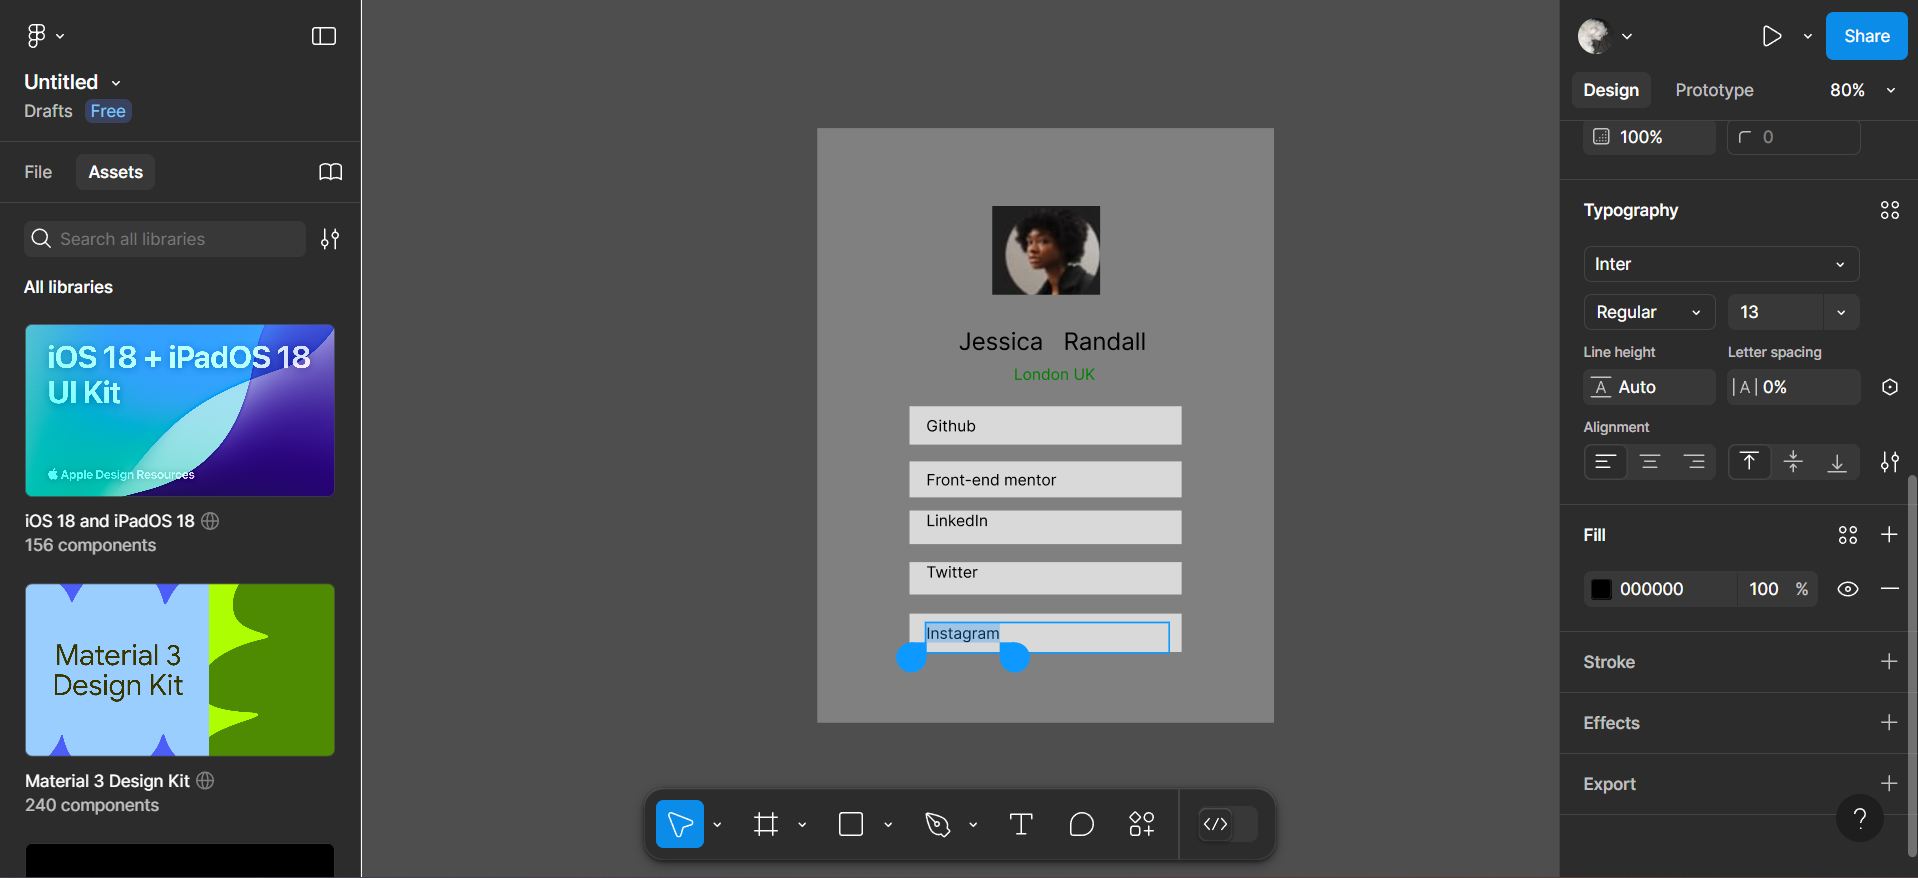 Untitled
Drafts Free
File Assets
Search all libraries
All libraries
iOS 18 + iPadOS 18
UI Kit
Apple Design Resources
iOS 18 and iPadOS 18
156 components
Material 3
Design Kit
Material 3 Design Kit
240 components
Jessica Randall
London UK
Github
Front-end mentor
LinkedIn
Twitter
Instagram
Share
Design Prototype 80%
100% 0
Typography
Inter
Regular 13
Line height Letter spacing
A Auto |A| 0%
Alignment
Fill
000000 100 %
Stroke
Effects
Export
?